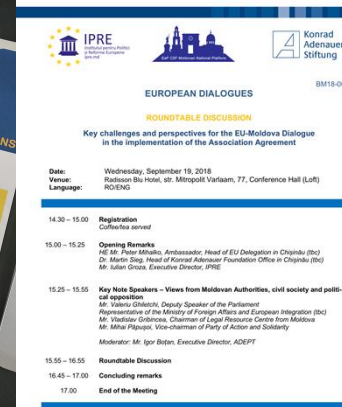 NS
IPRE
Institutul pentru Politici
și Reforme Europene
ipre.md
EaP CSF Moldovan National Platform
Konrad
Adenauer
Stiftung
EUROPEAN DIALOGUES
ROUNDTABLE DISCUSSION
Key challenges and perspectives for the EU-Moldova Dialogue
in the implementation of the Association Agreement
Date: Wednesday, September 19, 2018
Venue: Radisson Blu Hotel, str. Mitropolit Varlaam, 77, Conference Hall (Loft)
Language: RO/ENG
14.30 – 15.00 Registration
Coffee/tea served
15.00 – 15.25 Opening Remarks
HE Mr. Peter Mihalko, Ambassador, Head of EU Delegation in Chișinău (tbc)
Dr. Martin Sieg, Head of Konrad Adenauer Foundation Office in Chișinău (tbc)
Mr. Iulian Groza, Executive Director, IPRE
15.25 – 15.55 Key Note Speakers – Views from Moldovan Authorities, civil society and politi-
cal opposition
Mr. Valeriu Ghilețchi, Deputy Speaker of the Parliament
Representative of the Ministry of Foreign Affairs and European Integration (tbc)
Mr. Vladislav Gribincea, Chairman of Legal Resource Centre from Moldova
Mr. Mihai Păpușoi, Vice-chairman of Party of Action and Solidarity
Moderator: Mr. Igor Boțan, Executive Director, ADEPT
15.55 – 16.55 Roundtable Discussion
16.45 – 17.00 Concluding remarks
17.00 End of the Meeting